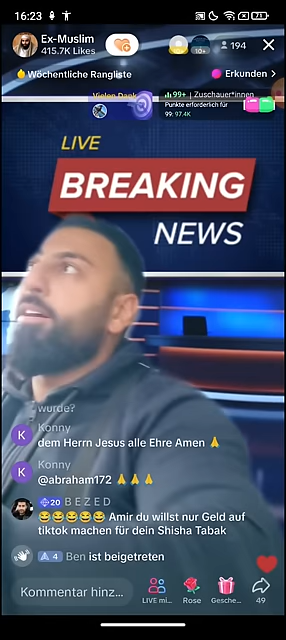 16:23
Ex-Muslim
415.7K Likes
10+
194
Wöchentliche Rangliste
Erkunden >
Vielen Dank
99+ | Zuschauer*innen
Punkte erforderlich für
99: 97.4K
LIVE
BREAKING
NEWS
wurde?
K
Konny
dem Herrn Jesus alle Ehre Amen 🙏
K
Konny
@abraham172 🙏🙏🙏
20 B E Z E D
😂😂😂😂😂 Amir du willst nur Geld auf
tiktok machen für dein Shisha Tabak
4 Ben ist beigetreten
Kommentar hinz...
LIVE mi...
Rose
Gesche...
49